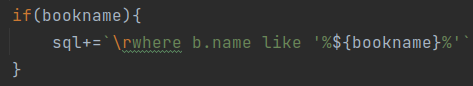 if(bookname){
    sql+=`\rwhere b.name like '%${bookname}%'`
}